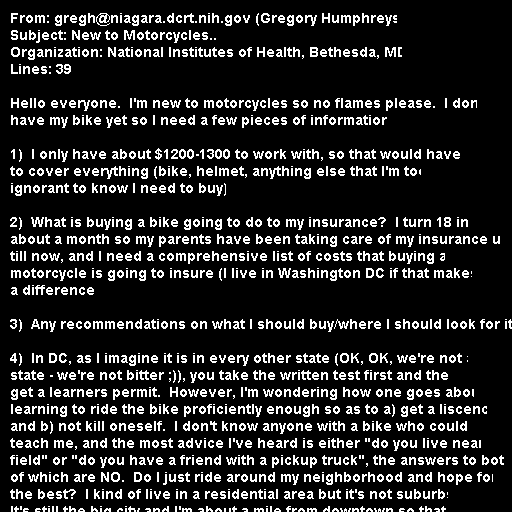 From: gregh@niagara.dcrt.nih.gov (Gregory Humphreys
Subject: New to Motorcycles..
Organization: National Institutes of Health, Bethesda, MD
Lines: 39

Hello everyone.  I'm new to motorcycles so no flames please.  I don
have my bike yet so I need a few pieces of information

1)  I only have about $1200-1300 to work with, so that would have
to cover everything (bike, helmet, anything else that I'm too
ignorant to know I need to buy)

2)  What is buying a bike going to do to my insurance?  I turn 18 in
about a month so my parents have been taking care of my insurance u
till now, and I need a comprehensive list of costs that buying a
motorcycle is going to insure (I live in Washington DC if that makes
a difference

3)  Any recommendations on what I should buy/where I should look for it

4)  In DC, as I imagine it is in every other state (OK, OK, we're not a
state - we're not bitter ;)), you take the written test first and the
get a learners permit.  However, I'm wondering how one goes abou
learning to ride the bike proficiently enough so as to a) get a liscenc
and b) not kill oneself.  I don't know anyone with a bike who could
teach me, and the most advice I've heard is either "do you live near
field" or "do you have a friend with a pickup truck", the answers to bot
of which are NO.  Do I just ride around my neighborhood and hope for
the best?  I kind of live in a residential area but it's not suburbs
It's still the big city and I'm about a mile from downtown so that